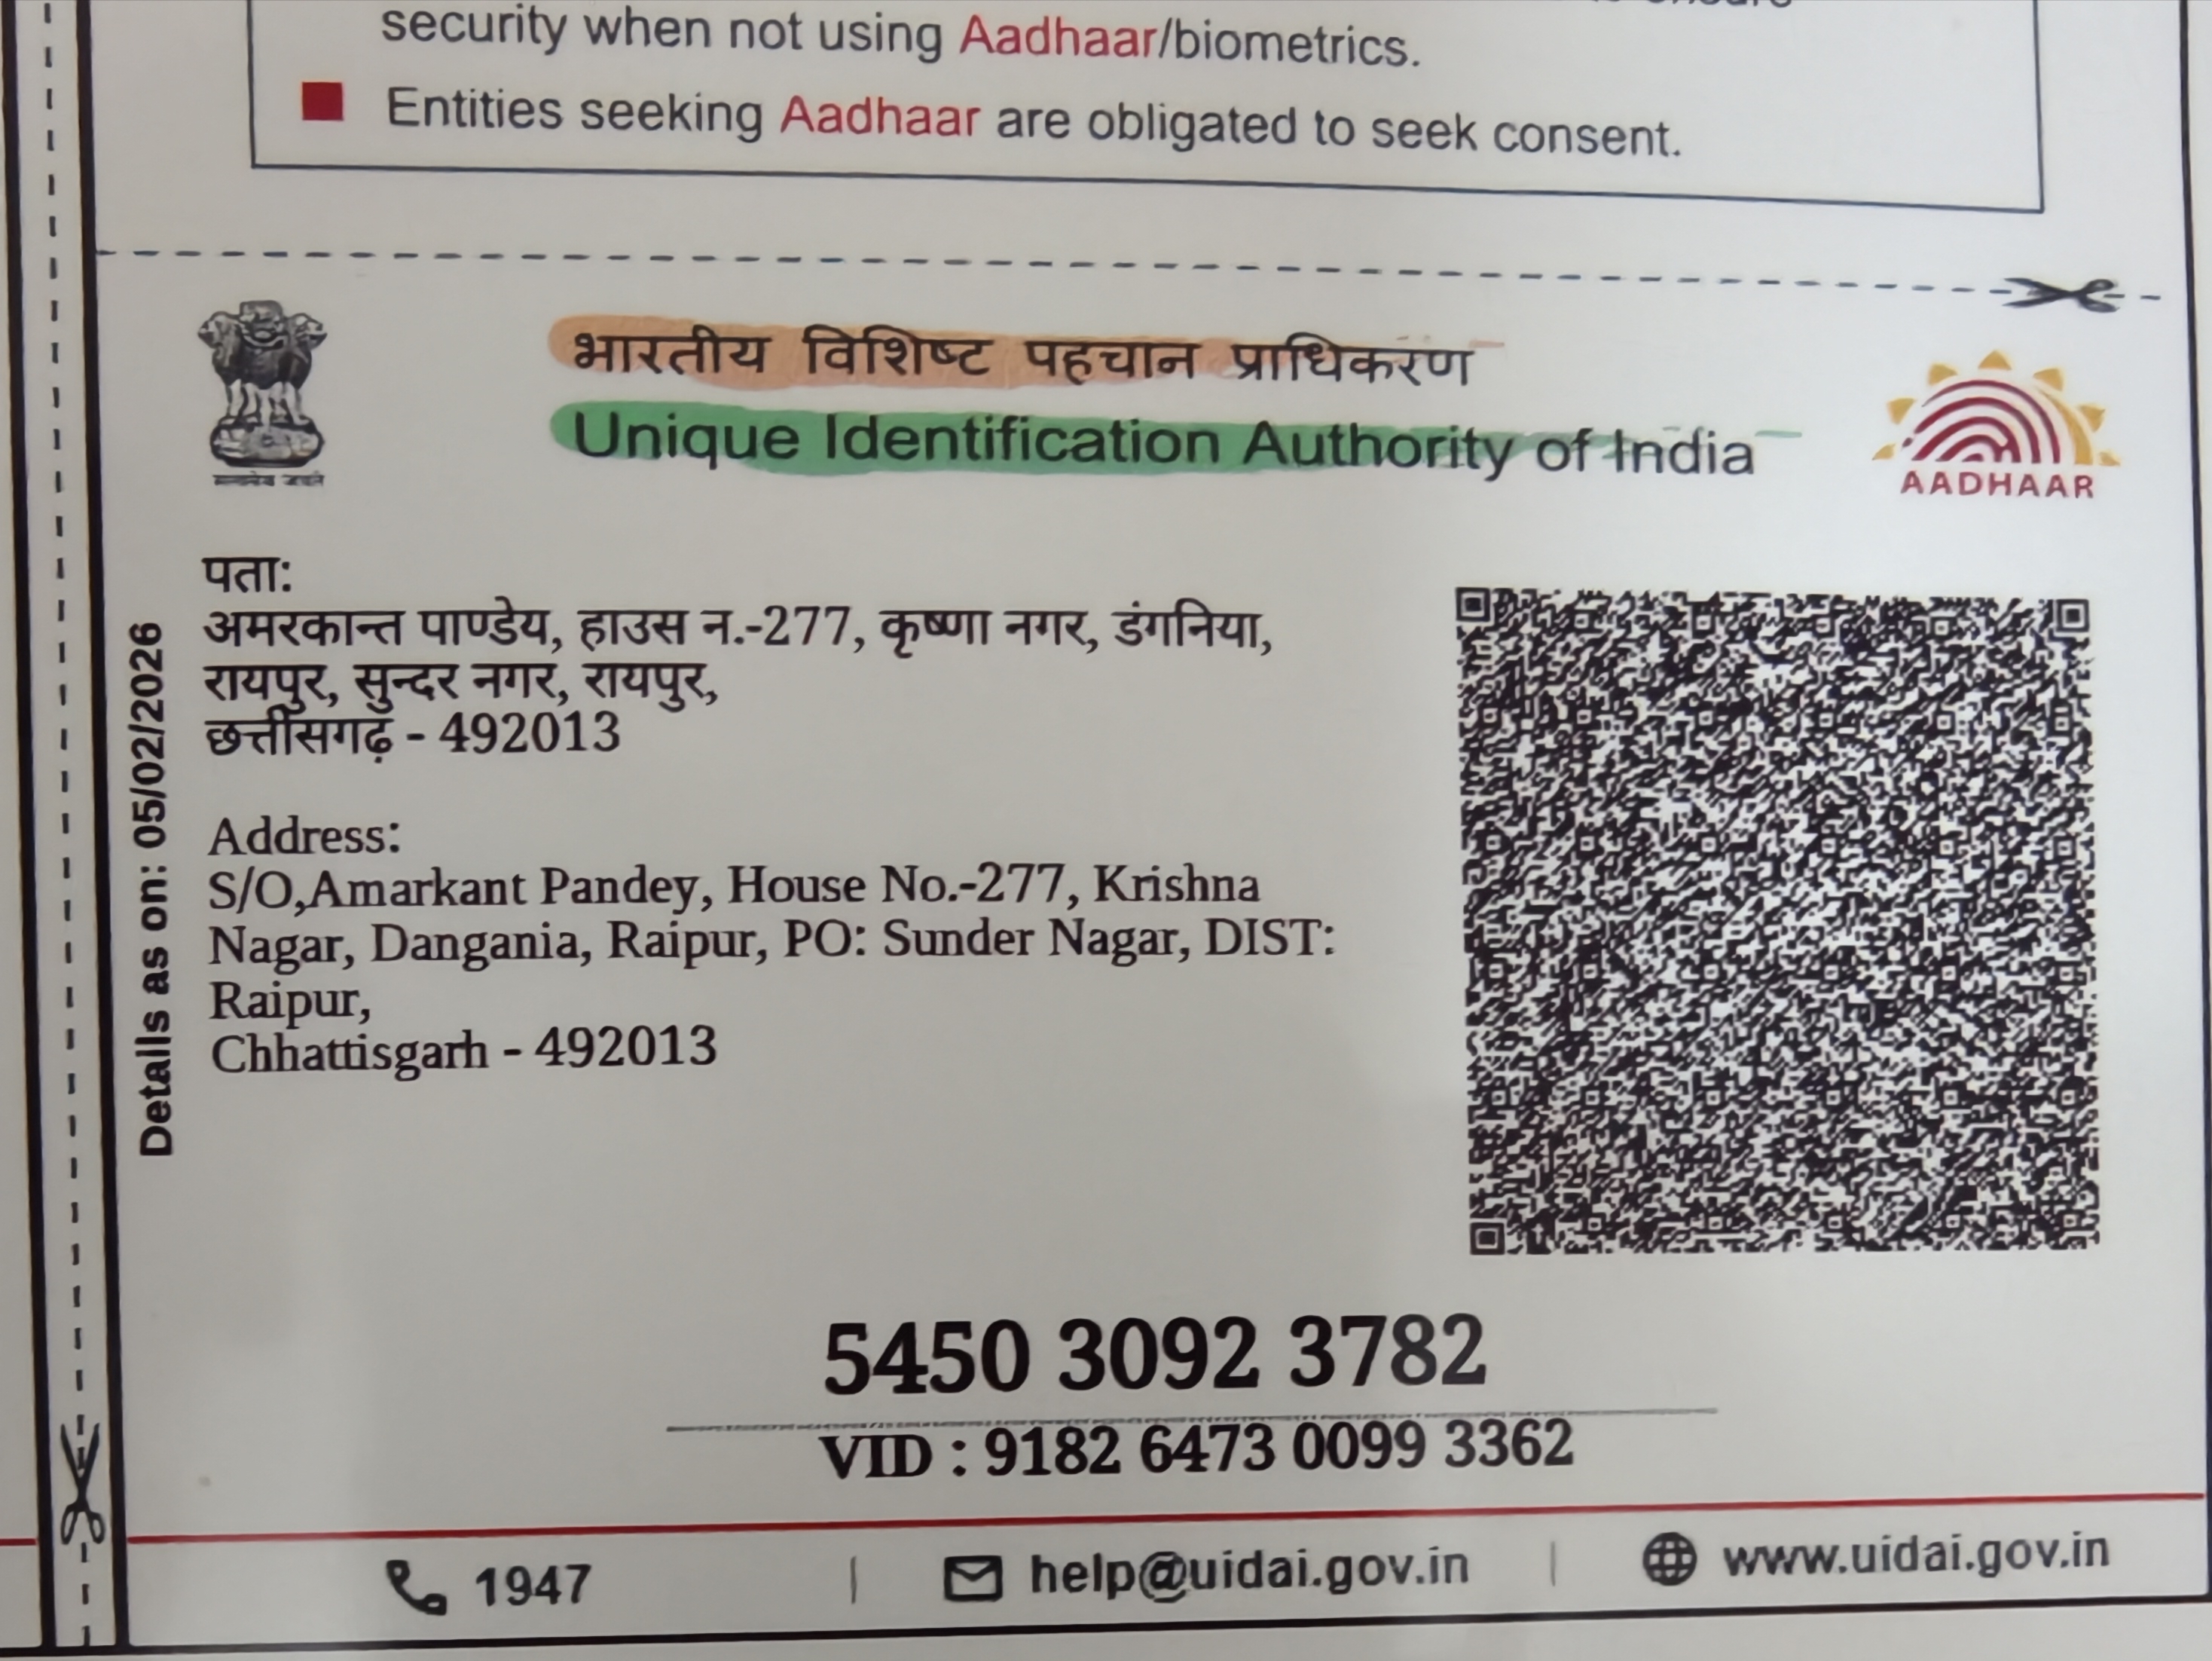 security when not using Aadhaar/biometrics.
Entities seeking Aadhaar are obligated to seek consent.
भारतीय विशिष्ट पहचान प्राधिकरण
Unique Identification Authority of India
AADHAAR
Details as on: 05/02/2026
पता:
अमरकान्त पाण्डेय, हाउस न.-277, कृष्णा नगर, डंगनिया,
रायपुर, सुन्दर नगर, रायपुर,
छत्तीसगढ़ - 492013
Address:
S/O,Amarkant Pandey, House No.-277, Krishna
Nagar, Dangania, Raipur, PO: Sunder Nagar, DIST:
Raipur,
Chhattisgarh - 492013
5450 3092 3782
VID : 9182 6473 0099 3362
1947 | help@uidai.gov.in | www.uidai.gov.in